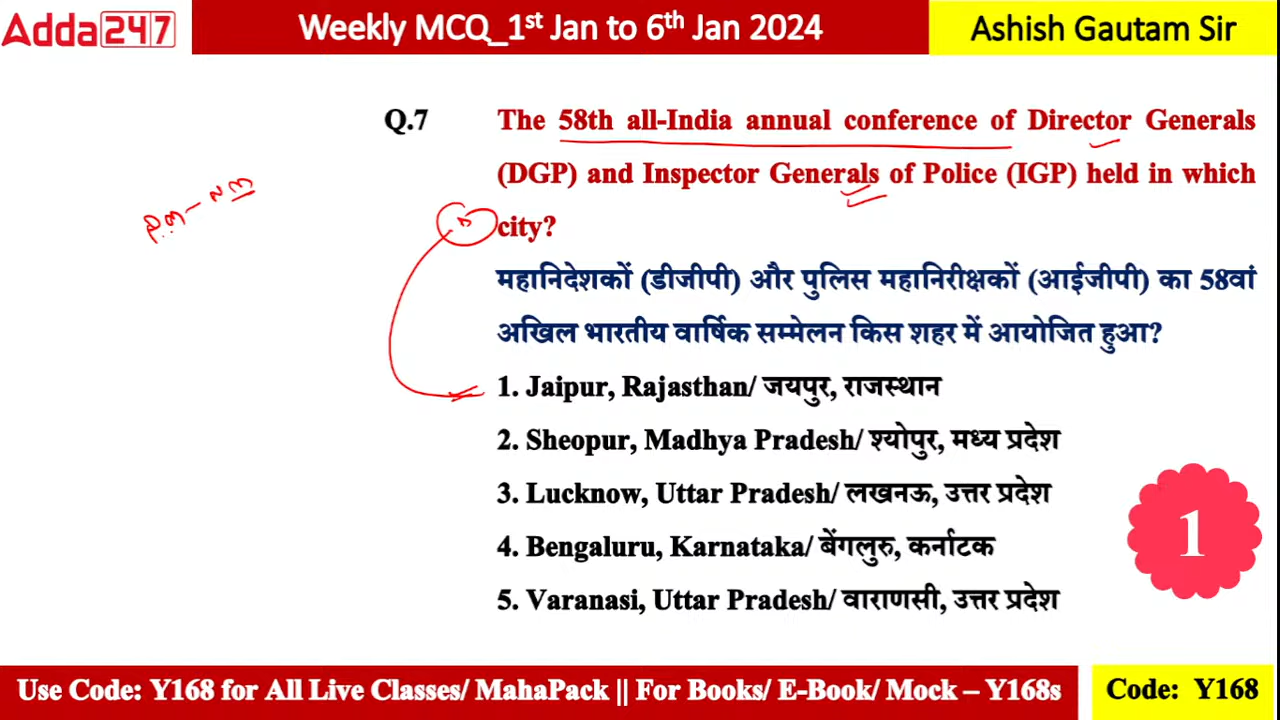 Adda247
Weekly MCQ_1st Jan to 6th Jan 2024
Ashish Gautam Sir
Q.7
The 58th all-India annual conference of Director Generals
(DGP) and Inspector Generals of Police (IGP) held in which
city?
P.M - NM
महानिदेशकों (डीजीपी) और पुलिस महानिरीक्षकों (आईजीपी) का 58वां
अखिल भारतीय वार्षिक सम्मेलन किस शहर में आयोजित हुआ?
1. Jaipur, Rajasthan/ जयपुर, राजस्थान
2. Sheopur, Madhya Pradesh/ श्योपुर, मध्य प्रदेश
3. Lucknow, Uttar Pradesh/ लखनऊ, उत्तर प्रदेश
4. Bengaluru, Karnataka/ बेंगलुरु, कर्नाटक
5. Varanasi, Uttar Pradesh/ वाराणसी, उत्तर प्रदेश
1
Use Code: Y168 for All Live Classes/ MahaPack || For Books/ E-Book/ Mock – Y168s
Code: Y168